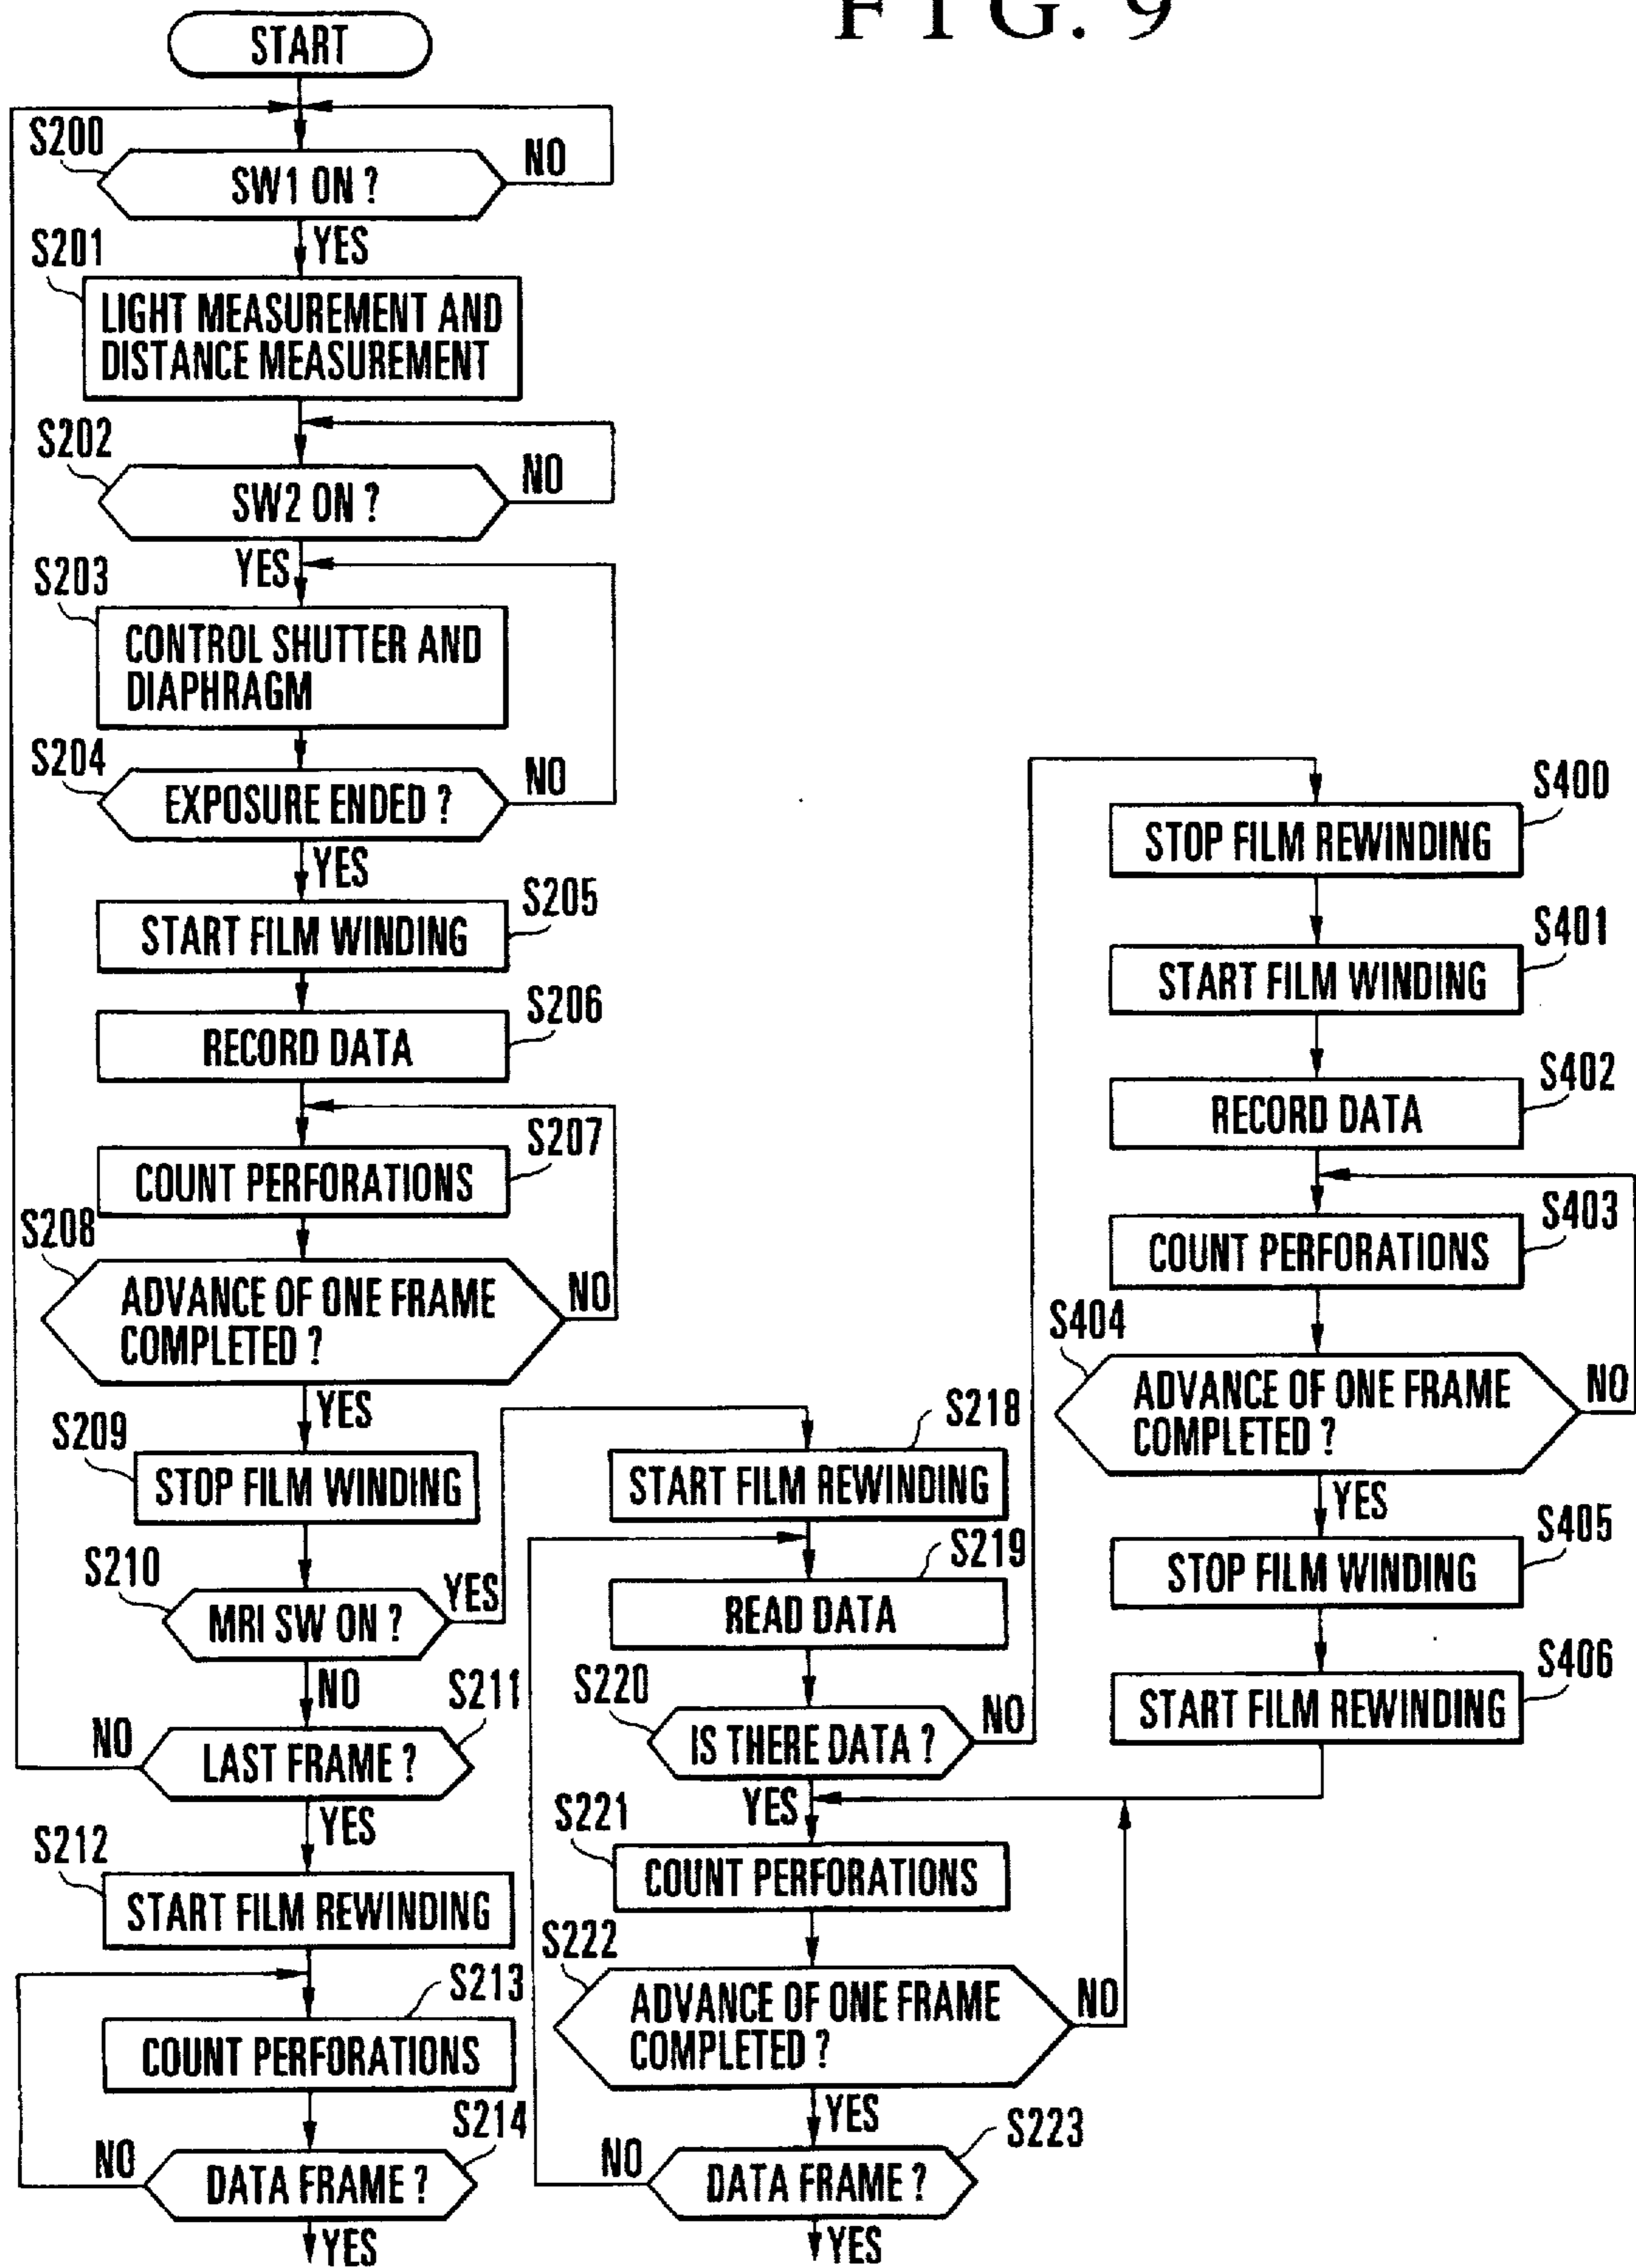 FIG. 9
START
S200
SW1 ON ?
NO
YES
S201
LIGHT MEASUREMENT AND
DISTANCE MEASUREMENT
S202
SW2 ON ?
NO
YES
S203
CONTROL SHUTTER AND
DIAPHRAGM
S204
EXPOSURE ENDED ?
NO
YES
S205
START FILM WINDING
S206
RECORD DATA
S207
COUNT PERFORATIONS
S208
ADVANCE OF ONE FRAME
COMPLETED ?
NO
YES
S209
STOP FILM WINDING
S210
MRI SW ON ?
YES
NO
S211
LAST FRAME ?
NO
YES
S212
START FILM REWINDING
S213
COUNT PERFORATIONS
S214
DATA FRAME ?
NO
YES
S218
START FILM REWINDING
S219
READ DATA
S220
IS THERE DATA ?
NO
YES
S221
COUNT PERFORATIONS
S222
ADVANCE OF ONE FRAME
COMPLETED ?
NO
YES
S223
DATA FRAME ?
NO
YES
S400
STOP FILM REWINDING
S401
START FILM WINDING
S402
RECORD DATA
S403
COUNT PERFORATIONS
S404
ADVANCE OF ONE FRAME
COMPLETED ?
NO
YES
S405
STOP FILM WINDING
S406
START FILM REWINDING